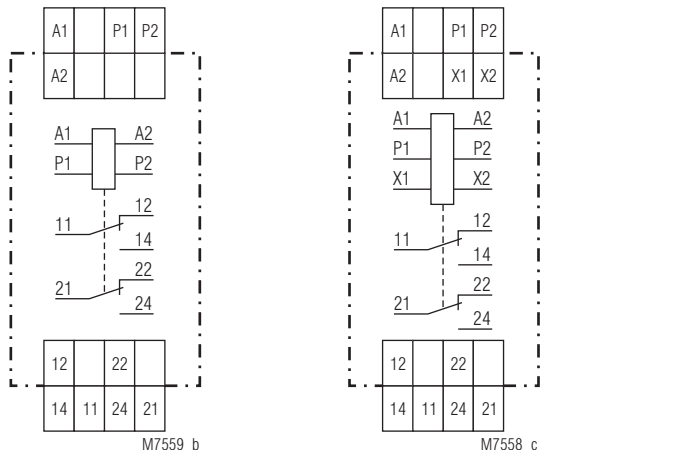 A1 P1 P2
A2
A1 A2
P1 P2
11 12
14
21 22
24
12 22
14 11 24 21
M7559_b
A1 P1 P2
A2 X1 X2
A1 A2
P1 P2
X1 X2
11 12
14
21 22
24
12 22
14 11 24 21
M7558_c